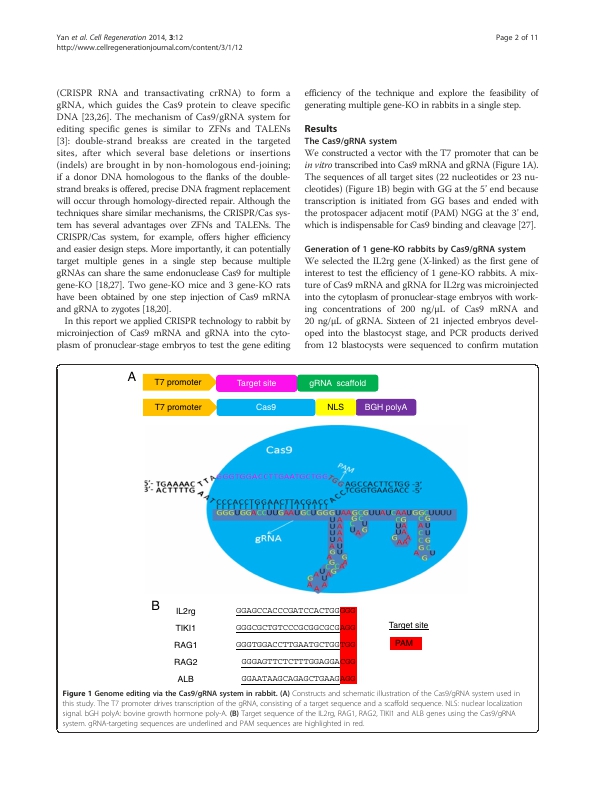 Yan et al. Cell Regeneration 2014, 3:12
http://www.cellregenerationjournal.com/content/3/1/12
Page 2 of 11
(CRISPR RNA and transactivating crRNA) to form a
gRNA, which guides the Cas9 protein to cleave specific
DNA [23,26]. The mechanism of Cas9/gRNA system for
editing specific genes is similar to ZFNs and TALENs
[3]: double-strand breakss are created in the targeted
sites, after which several base deletions or insertions
(indels) are brought in by non-homologous end-joining;
if a donor DNA homologous to the flanks of the double-
strand breaks is offered, precise DNA fragment replacement
will occur through homology-directed repair. Although the
techniques share similar mechanisms, the CRISPR/Cas sys-
tem has several advantages over ZFNs and TALENs. The
CRISPR/Cas system, for example, offers higher efficiency
and easier design steps. More importantly, it can potentially
target multiple genes in a single step because multiple
gRNAs can share the same endonuclease Cas9 for multiple
gene-KO [18,27]. Two gene-KO mice and 3 gene-KO rats
have been obtained by one step injection of Cas9 mRNA
and gRNA to zygotes [18,20].
In this report we applied CRISPR technology to rabbit by
microinjection of Cas9 mRNA and gRNA into the cyto-
plasm of pronuclear-stage embryos to test the gene editing
efficiency of the technique and explore the feasibility of
generating multiple gene-KO in rabbits in a single step.
Results
The Cas9/gRNA system
We constructed a vector with the T7 promoter that can be
in vitro transcribed into Cas9 mRNA and gRNA (Figure 1A).
The sequences of all target sites (22 nucleotides or 23 nu-
cleotides) (Figure 1B) begin with GG at the 5' end because
transcription is initiated from GG bases and ended with
the protospacer adjacent motif (PAM) NGG at the 3' end,
which is indispensable for Cas9 binding and cleavage [27].
Generation of 1 gene-KO rabbits by Cas9/gRNA system
We selected the IL2rg gene (X-linked) as the first gene of
interest to test the efficiency of 1 gene-KO rabbits. A mix-
ture of Cas9 mRNA and gRNA for IL2rg was microinjected
into the cytoplasm of pronuclear-stage embryos with work-
ing concentrations of 200 ng/μL of Cas9 mRNA and
20 ng/μL of gRNA. Sixteen of 21 injected embryos devel-
oped into the blastocyst stage, and PCR products derived
from 12 blastocysts were sequenced to confirm mutation
A
T7 promoter Target site gRNA scaffold
T7 promoter Cas9 NLS BGH polyA
Cas9
PAM
5'- TGAAAAC TTA TGG AGCCACTTCTGG -3'
3'- ACTTTTG AAT CCCACCTGGAACTTACGACC ACC TCGGTGAAGACC -5'
gRNA
B
IL2rg GGAGCCACCCGATCCACTGGGGG
TIKI1 GGGCGCTGTCCCGCGGCGCGAGG
RAG1 GGGTGGACCTTGAATGCTGGTGG
RAG2 GGGAGTTCTCTTTGGAGGACGG
ALB GGAATAAGCAGAGCTGAAGAGG
Target site
PAM
Figure 1 Genome editing via the Cas9/gRNA system in rabbit. (A) Constructs and schematic illustration of the Cas9/gRNA system used in
this study. The T7 promoter drives transcription of the gRNA, consisting of a target sequence and a scaffold sequence. NLS: nuclear localization
signal. bGH polyA: bovine growth hormone poly-A. (B) Target sequence of the IL2rg, RAG1, RAG2, TIKI1 and ALB genes using the Cas9/gRNA
system. gRNA-targeting sequences are underlined and PAM sequences are highlighted in red.